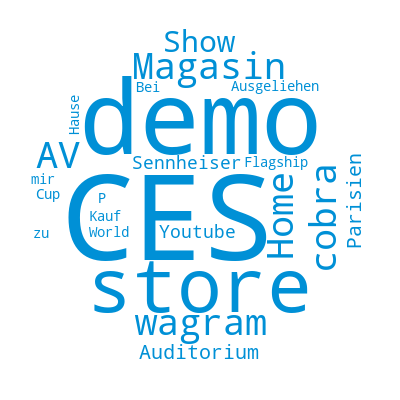 Show
Magasin
Bei
Ausgeliehen
Hause
demo
AV
Sennheiser
Flagship
mir
Cup
P
Kauf
World
zu
CES
Youtube
Home
cobra
Parisien
store
wagram
Auditorium